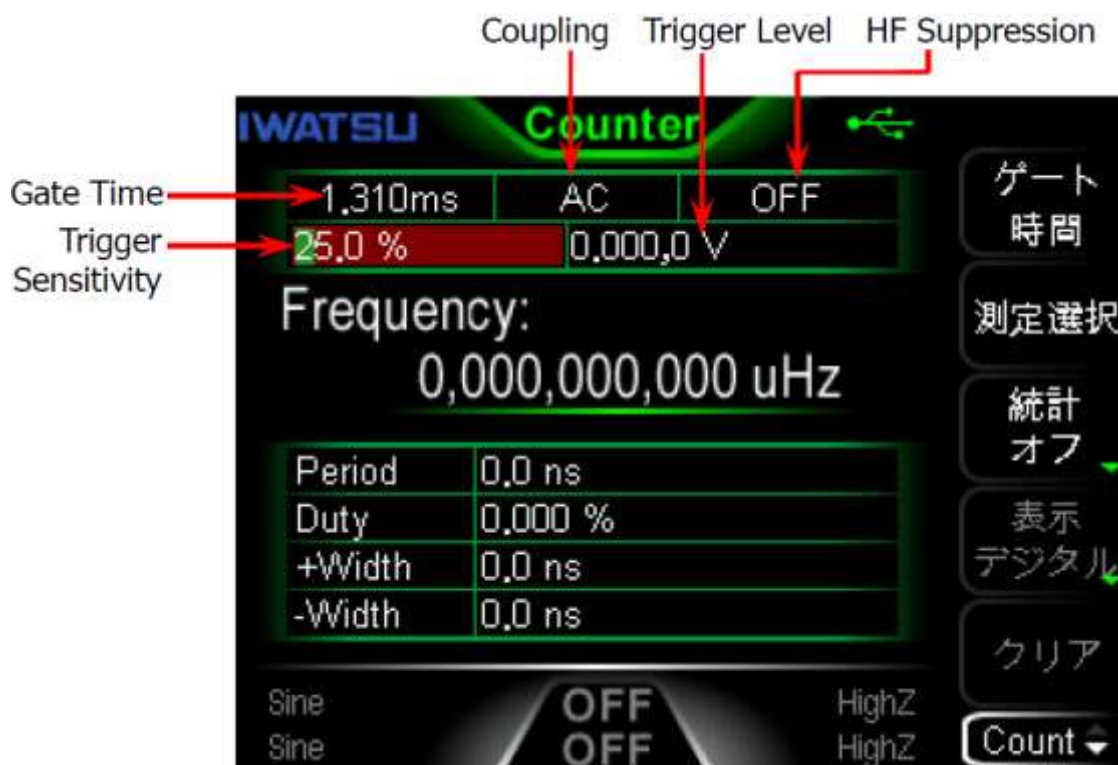 Coupling Trigger Level HF Suppression
IWATSU Counter
Gate Time 1.310ms AC OFF
Trigger Sensitivity 25.0 % 0.000,0 V
Frequency:
0,000,000,000 uHz
Period 0.0 ns
Duty 0.000 %
+Width 0.0 ns
-Width 0.0 ns
Sine OFF HighZ
Sine OFF HighZ
ゲート
時間
測定選択
統計
オフ
表示
デジタル
クリア
Count